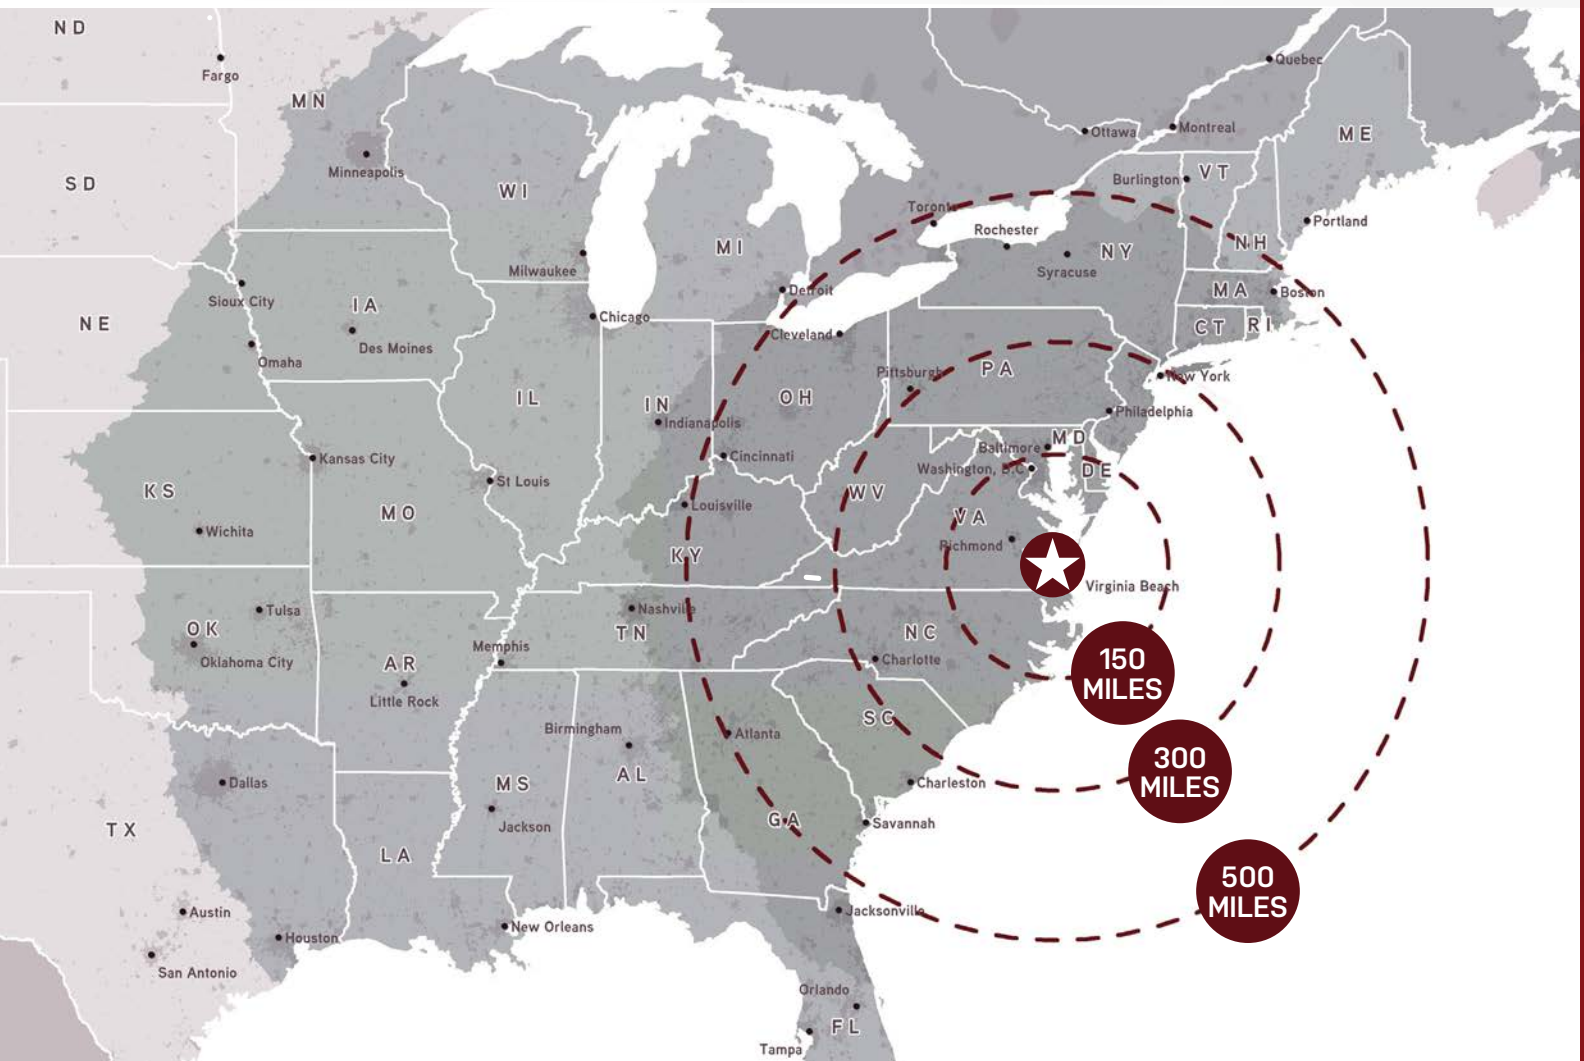 ND
Fargo
MN
Quebec
Ottawa
Montreal
ME
Minneapolis
SD
WI
Burlington
VT
Toronto
Portland
Rochester
NY
NH
MI
Syracuse
Milwaukee
Sioux City
Detroit
MA
Boston
IA
NE
Chicago
CT
RI
Cleveland
Des Moines
Omaha
Pittsburgh
PA
New York
IL
IN
OH
Indianapolis
Philadelphia
Baltimore
MD
Kansas City
Cincinnati
Washington, D.C.
DE
St Louis
KS
WV
Louisville
MO
VA
Wichita
Richmond
KY
Virginia Beach
Tulsa
Nashville
OK
TN
NC
Memphis
Oklahoma City
AR
Charlotte
150
MILES
Little Rock
SC
Birmingham
Atlanta
300
MILES
AL
Dallas
MS
Charleston
GA
Savannah
Jackson
TX
LA
500
MILES
Austin
Jacksonville
New Orleans
Houston
San Antonio
Orlando
FL
Tampa